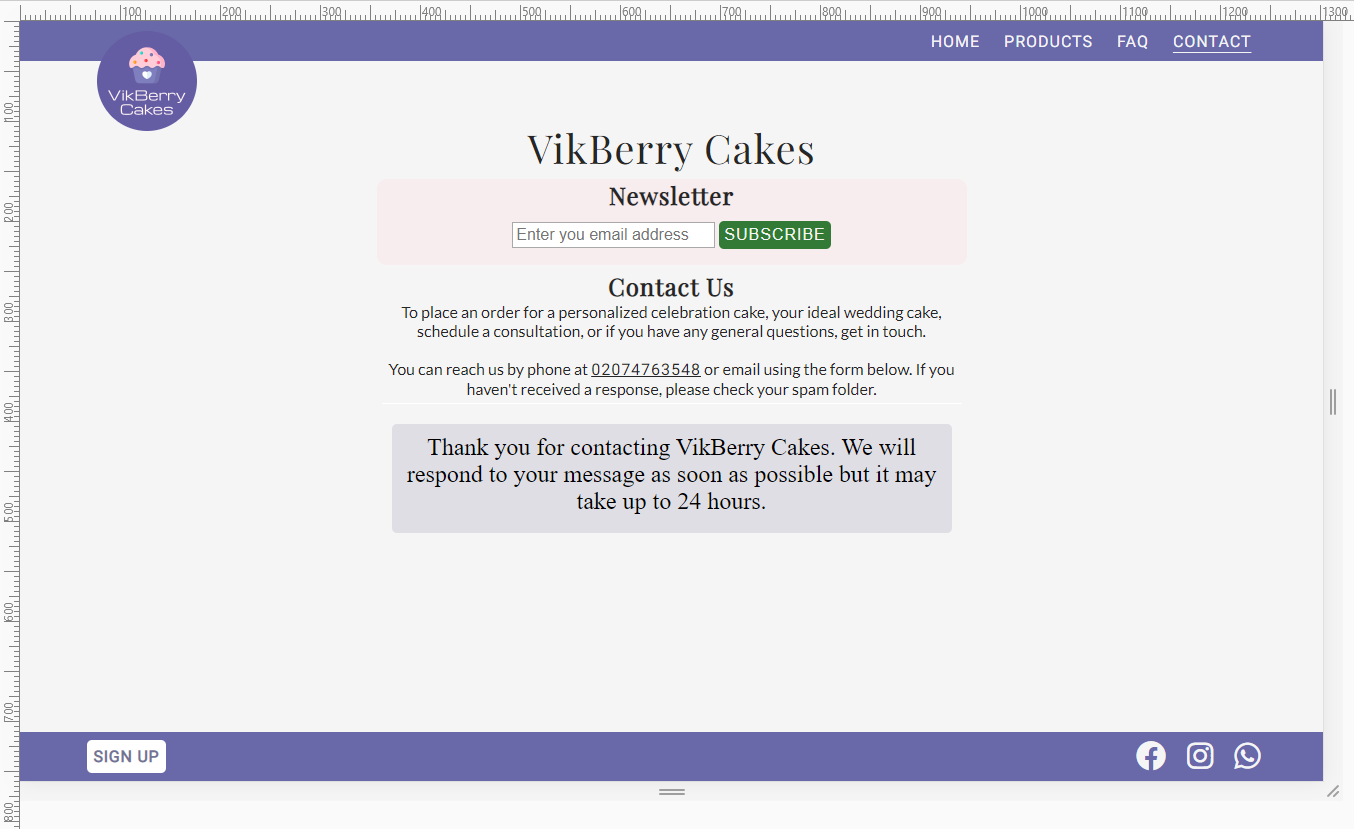 100 200 300 400 500 600 700 800 900 1000 1100 1200 1300
HOME PRODUCTS FAQ CONTACT
VikBerry
Cakes
VikBerry Cakes
Newsletter
Enter you email address SUBSCRIBE
Contact Us
To place an order for a personalized celebration cake, your ideal wedding cake,
schedule a consultation, or if you have any general questions, get in touch.
You can reach us by phone at 02074763548 or email using the form below. If you
haven't received a response, please check your spam folder.
Thank you for contacting VikBerry Cakes. We will
respond to your message as soon as possible but it may
take up to 24 hours.
SIGN UP
100
200
300
400
500
600
700
800